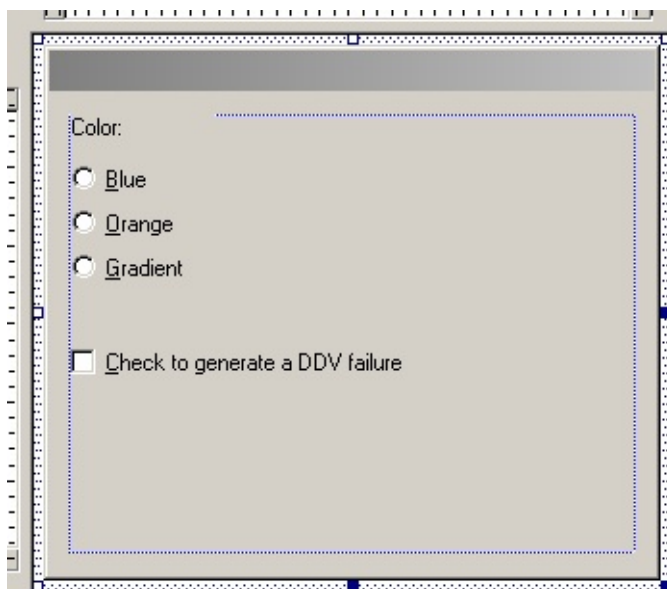 Color:
Blue
Orange
Gradient
Check to generate a DDV failure